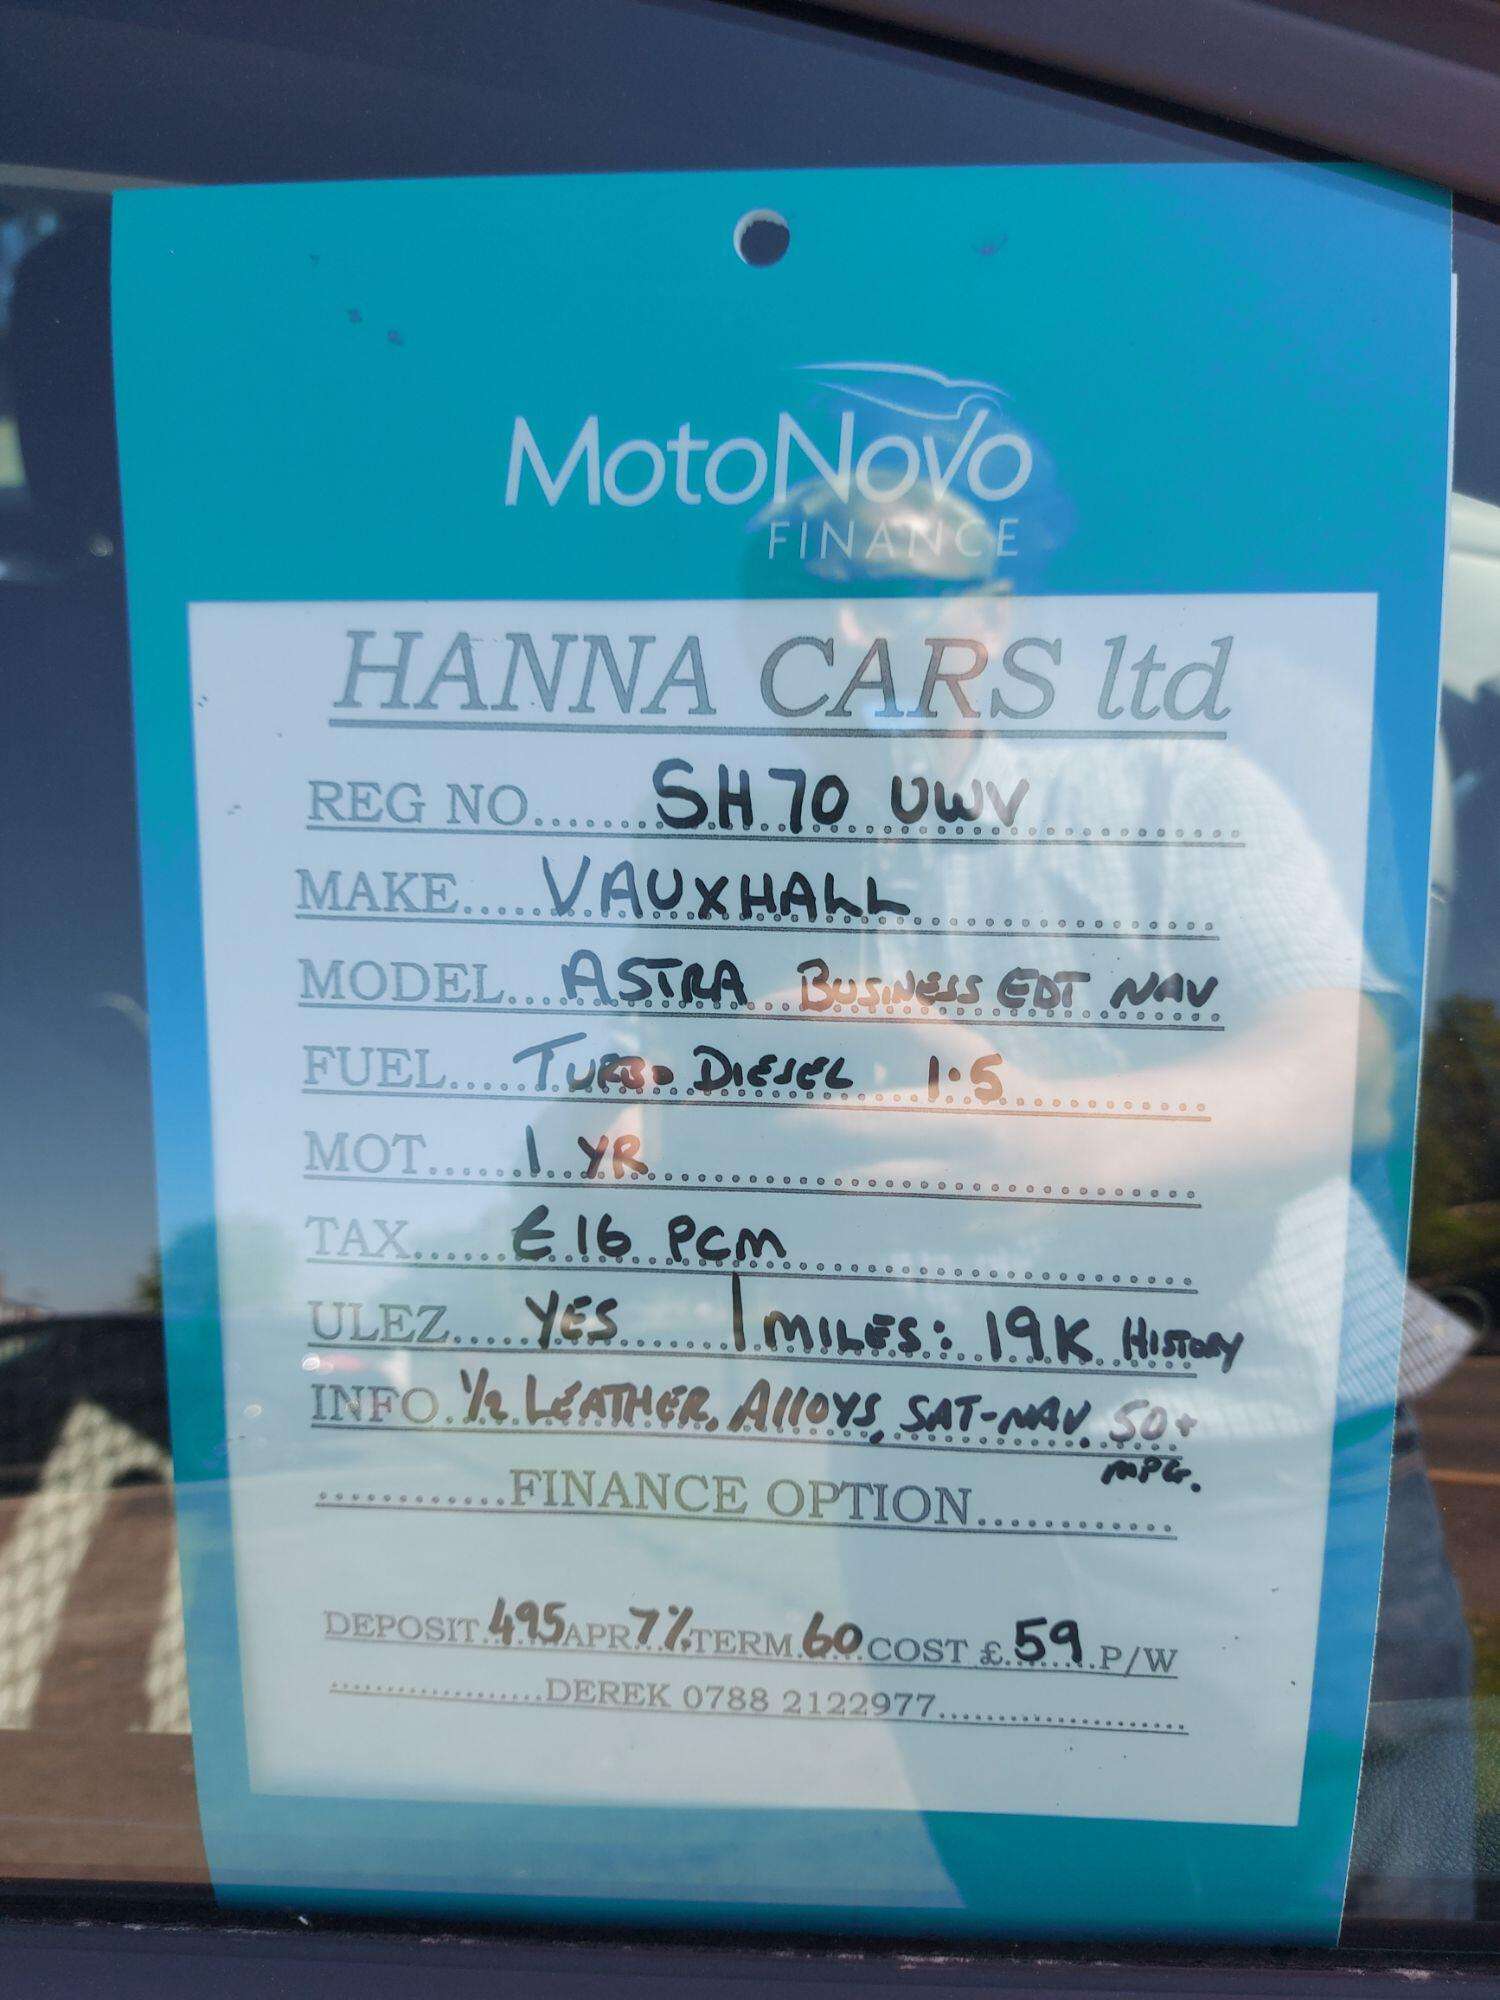 MotoNovo
FINANCE
HANNA CARS ltd
REG NO....... SH70 UWV
MAKE..... VAUXHALL
MODEL... ASTRA BUSINESS EDT NAV
FUEL..... TURBO DIESEL 1.5
MOT...... 1 YR
TAX...... £16 PCM
ULEZ..... YES | MILES: 19K HISTORY
INFO. 1/2 LEATHER, ALLOYS, SAT-NAV, 50+
MPG.
............FINANCE OPTION............
DEPOSIT 495 APR 7% TERM 60 COST £ 59 P/W
..................DEREK 0788 2122977.....................